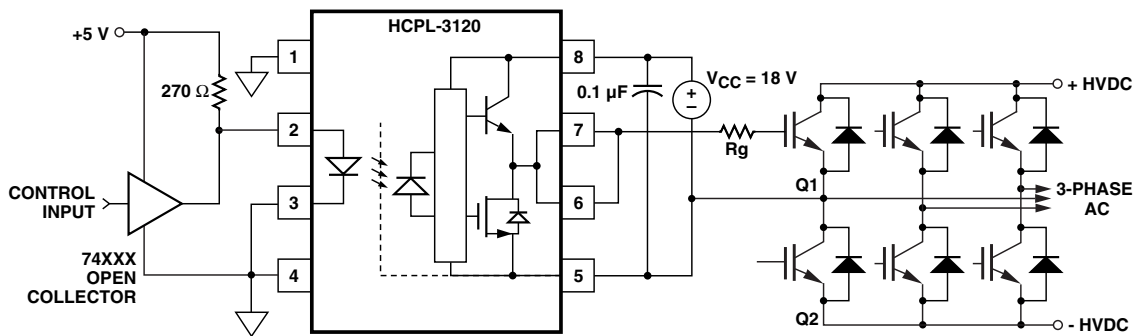 HCPL-3120
+5 V
270 Ω
1
2
3
4
8
7
6
5
CONTROL
INPUT
74XXX
OPEN
COLLECTOR
0.1 µF
VCC = 18 V
+
–
Rg
+ HVDC
Q1
3-PHASE
AC
Q2
- HVDC